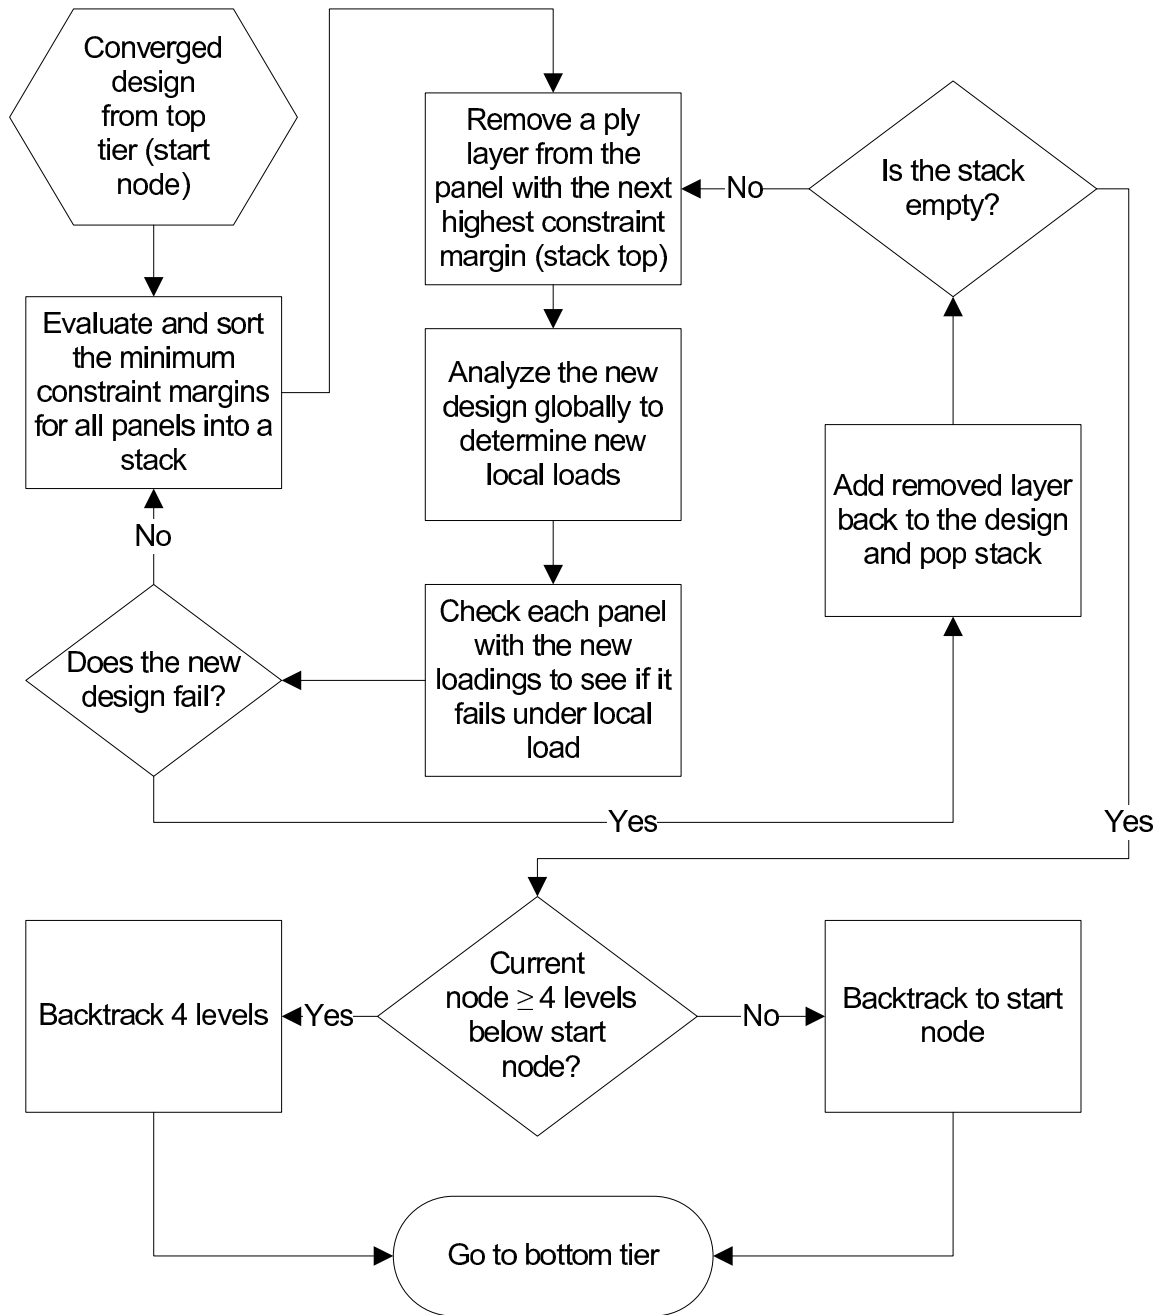 Converged
design
from top
tier (start
node)
Evaluate and sort
the minimum
constraint margins
for all panels into a
stack
Remove a ply
layer from the
panel with the next
highest constraint
margin (stack top)
Analyze the new
design globally to
determine new
local loads
Check each panel
with the new
loadings to see if it
fails under local
load
Does the new
design fail?
No
Yes
Add removed layer
back to the design
and pop stack
Is the stack
empty?
No
Yes
Current
node ≥ 4 levels
below start
node?
Yes
No
Backtrack 4 levels
Backtrack to start
node
Go to bottom tier